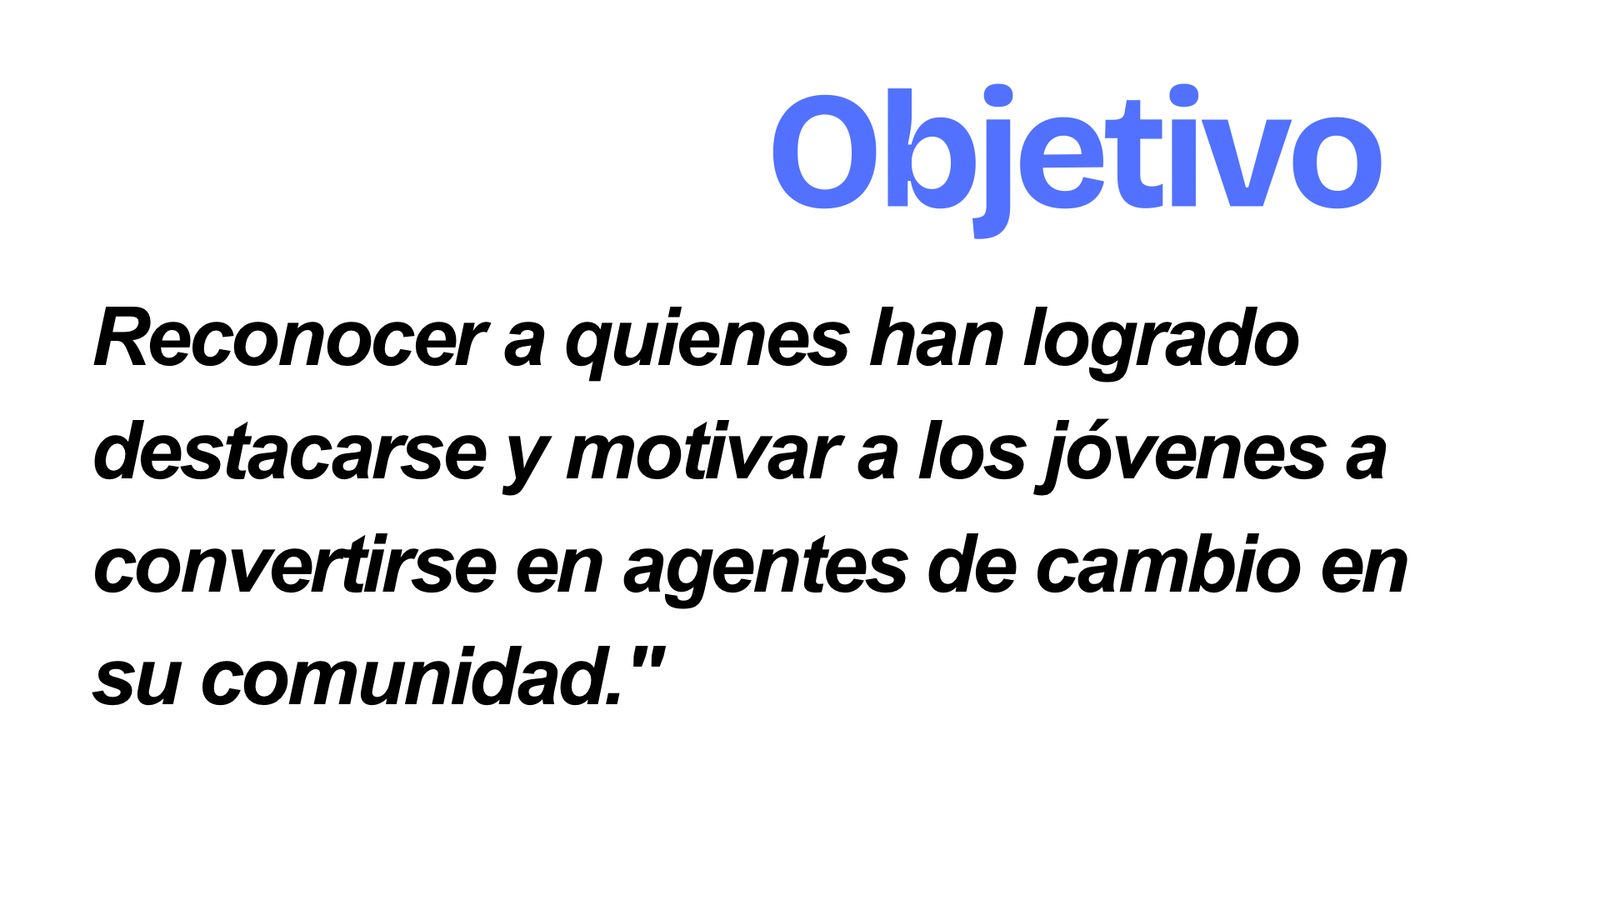 Objetivo
Reconocer a quienes han logrado
destacarse y motivar a los jóvenes a
convertirse en agentes de cambio en
su comunidad."